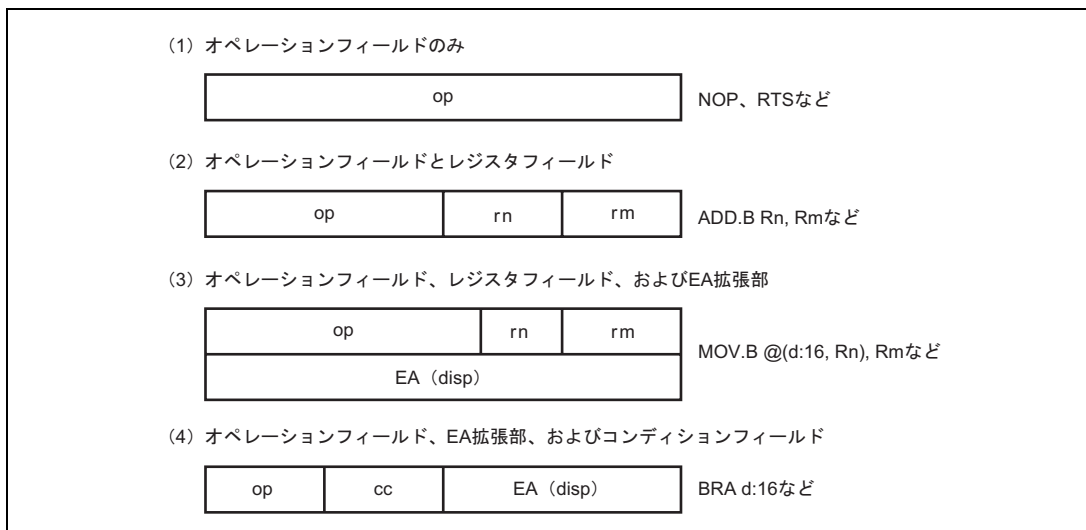 (1) オペレーションフィールドのみ
op NOP、RTSなど
(2) オペレーションフィールドとレジスタフィールド
op rn rm ADD.B Rn, Rmなど
(3) オペレーションフィールド、レジスタフィールド、およびEA拡張部
op rn rm
MOV.B @(d:16, Rn), Rmなど
EA(disp)
(4) オペレーションフィールド、EA拡張部、およびコンディションフィールド
op cc EA(disp) BRA d:16など